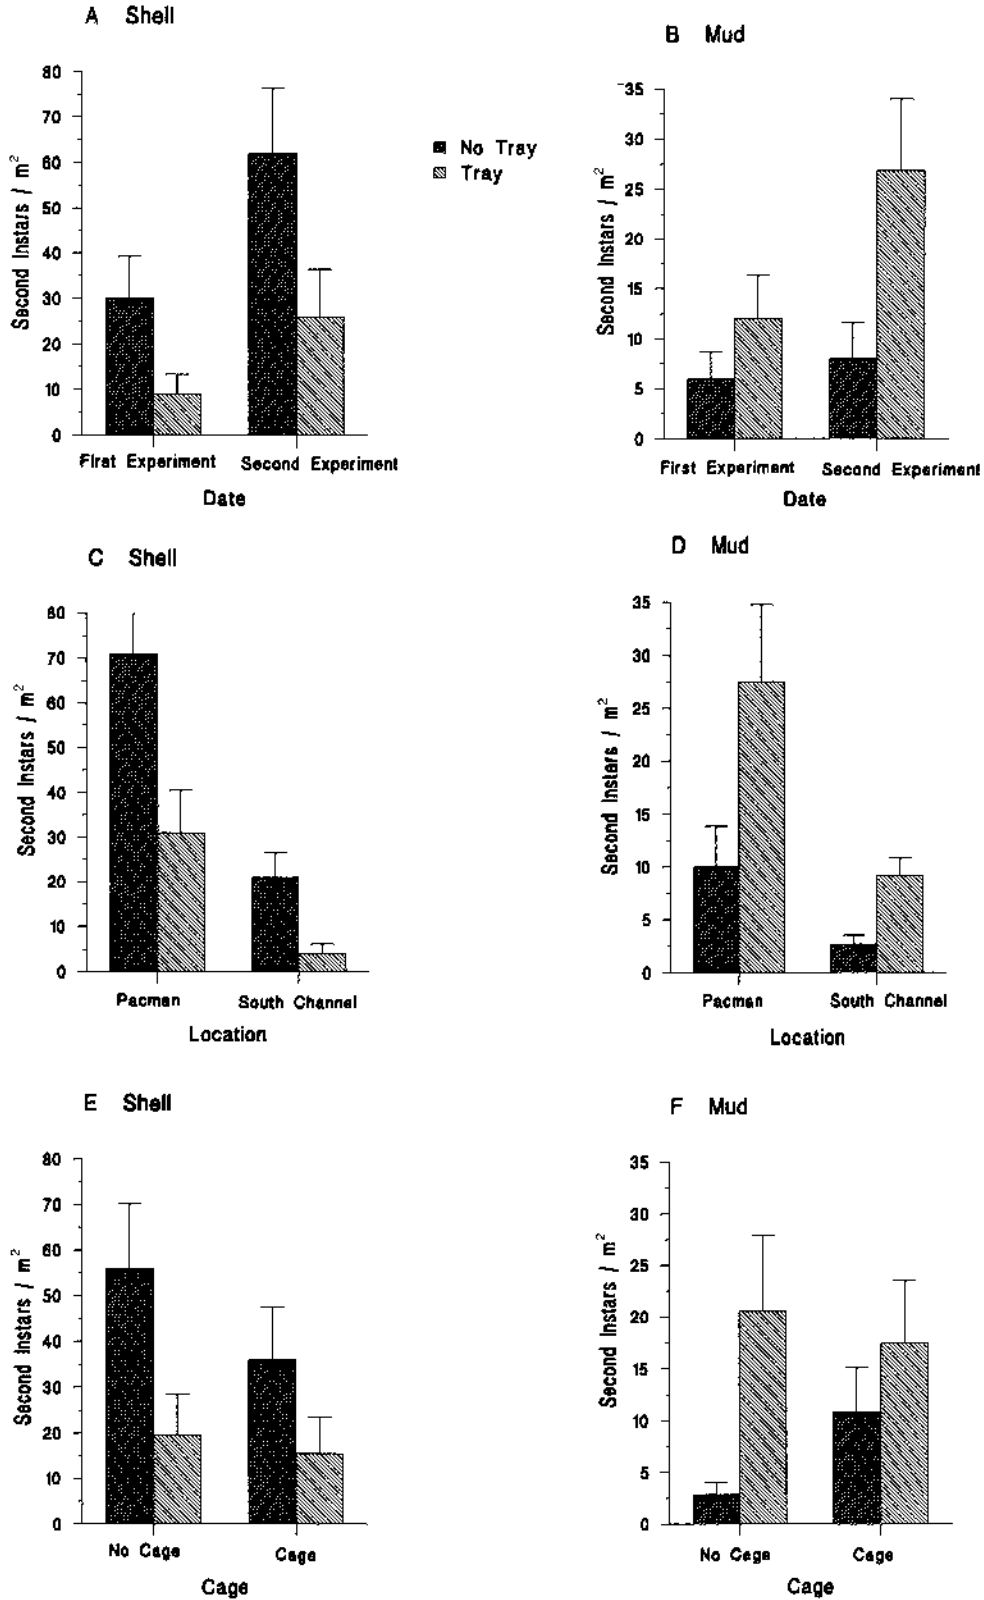 A Shell
80
70
60
50
40
30
20
10
0
Second Instars / m²
First Experiment Second Experiment
Date
No Tray
Tray
B Mud
35
30
25
20
15
10
5
0
Second Instars / m²
First Experiment Second Experiment
Date
C Shell
80
70
60
50
40
30
20
10
0
Second Instars / m²
Pacman South Channel
Location
D Mud
35
30
25
20
15
10
5
0
Second Instars / m²
Pacman South Channel
Location
E Shell
80
70
60
50
40
30
20
10
0
Second Instars / m²
No Cage Cage
Cage
F Mud
35
30
25
20
15
10
5
0
Second Instars / m²
No Cage Cage
Cage